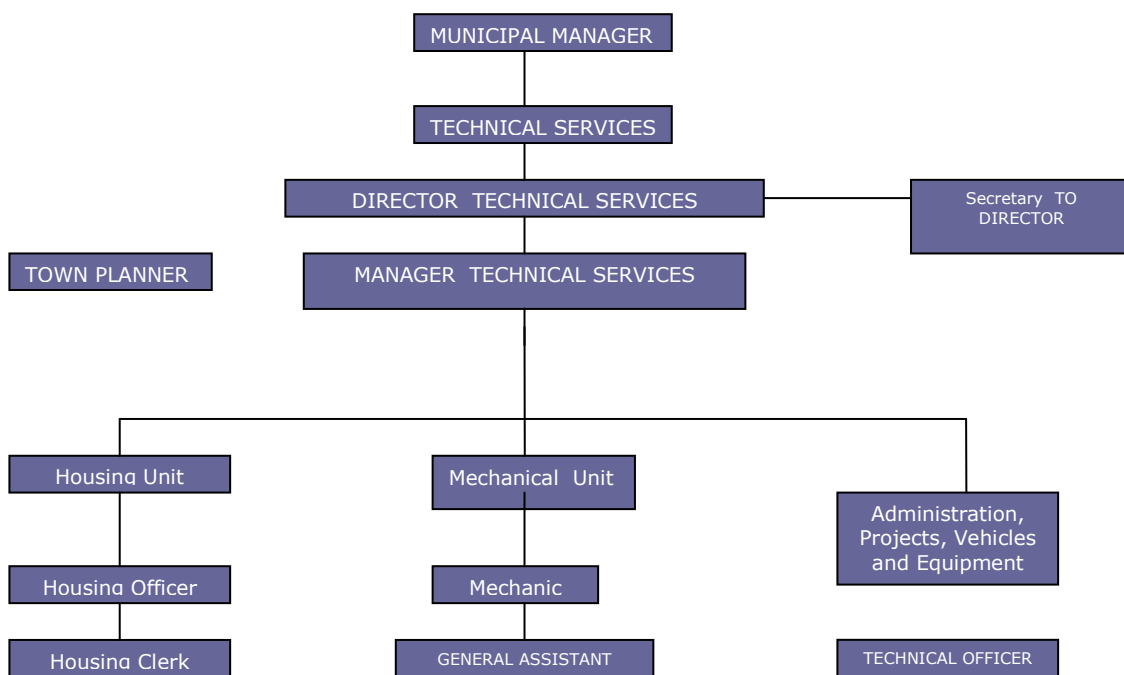 MUNICIPAL MANAGER
TECHNICAL SERVICES
DIRECTOR TECHNICAL SERVICES
Secretary TO
DIRECTOR
TOWN PLANNER
MANAGER TECHNICAL SERVICES
Housing Unit
Mechanical Unit
Administration,
Projects, Vehicles
and Equipment
Housing Officer
Mechanic
Housing Clerk
GENERAL ASSISTANT
TECHNICAL OFFICER